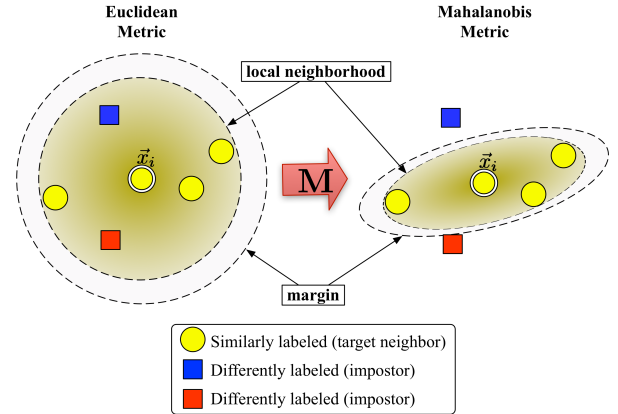 Euclidean
Metric
Mahalanobis
Metric
local neighborhood
x⃗i
M
x⃗i
margin
Similarly labeled (target neighbor)
Differently labeled (impostor)
Differently labeled (impostor)